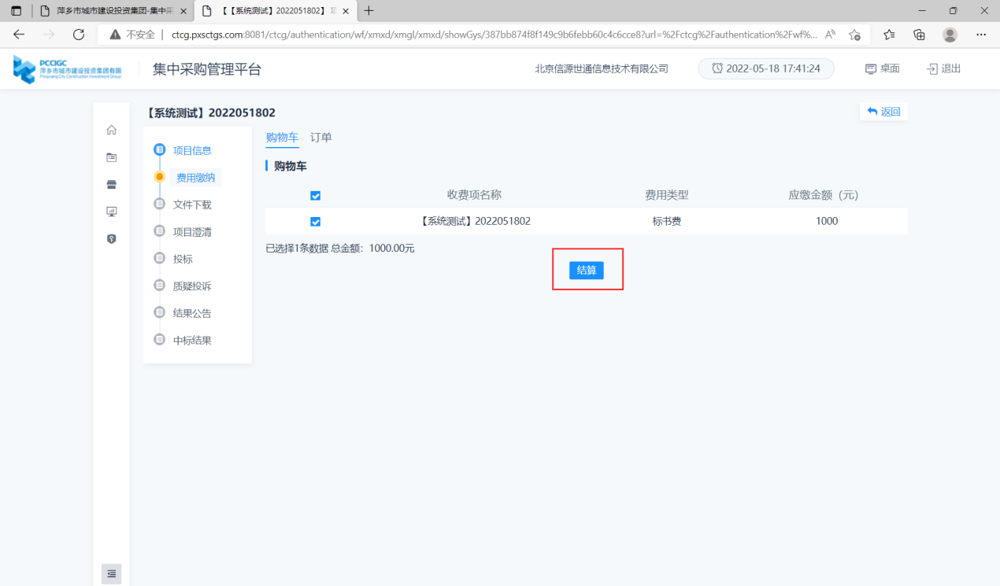 萍乡市城市建设投资集团-集中采
【【系统测试】2022051802】 项
不安全 | ctcg.pxsctgs.com:8081/ctcg/authentication/wf/xmxd/xmgl/xmxd/showGys/387bb874f8f149c9b6febb60c4c6cce8?url=%2Fctcg%2Fauthentication%2Fwf%...
PCCIGC
萍乡市城市建设投资集团有限
Pingxiang City Construction Investment Group
集中采购管理平台
北京信源世通信息技术有限公司
2022-05-18 17:41:24
桌面
退出
【系统测试】2022051802
返回
项目信息
费用缴纳
文件下载
项目澄清
投标
质疑投诉
结果公告
中标结果
购物车 订单
购物车
收费项名称 费用类型 应缴金额（元）
【系统测试】2022051802 标书费 1000
已选择1条数据 总金额：1000.00元
结算